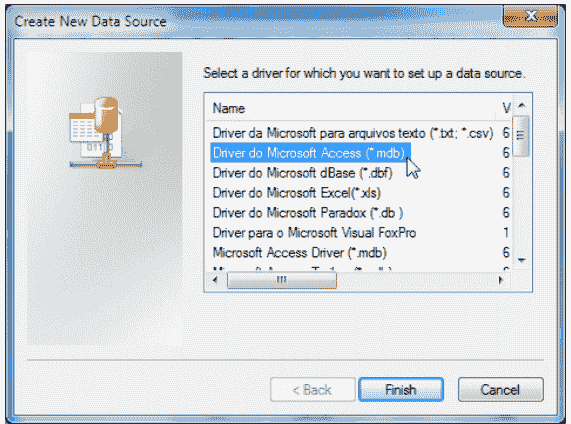 Create New Data Source
Select a driver for which you want to set up a data source.
Name V
Driver da Microsoft para arquivos texto (*.txt; *.csv) 6
Driver do Microsoft Access (*.mdb) 6
Driver do Microsoft dBase (*.dbf) 6
Driver do Microsoft Excel(*.xls) 6
Driver do Microsoft Paradox (*.db ) 6
Driver para o Microsoft Visual FoxPro 1
Microsoft Access Driver (*.mdb) 6
< Back Finish Cancel